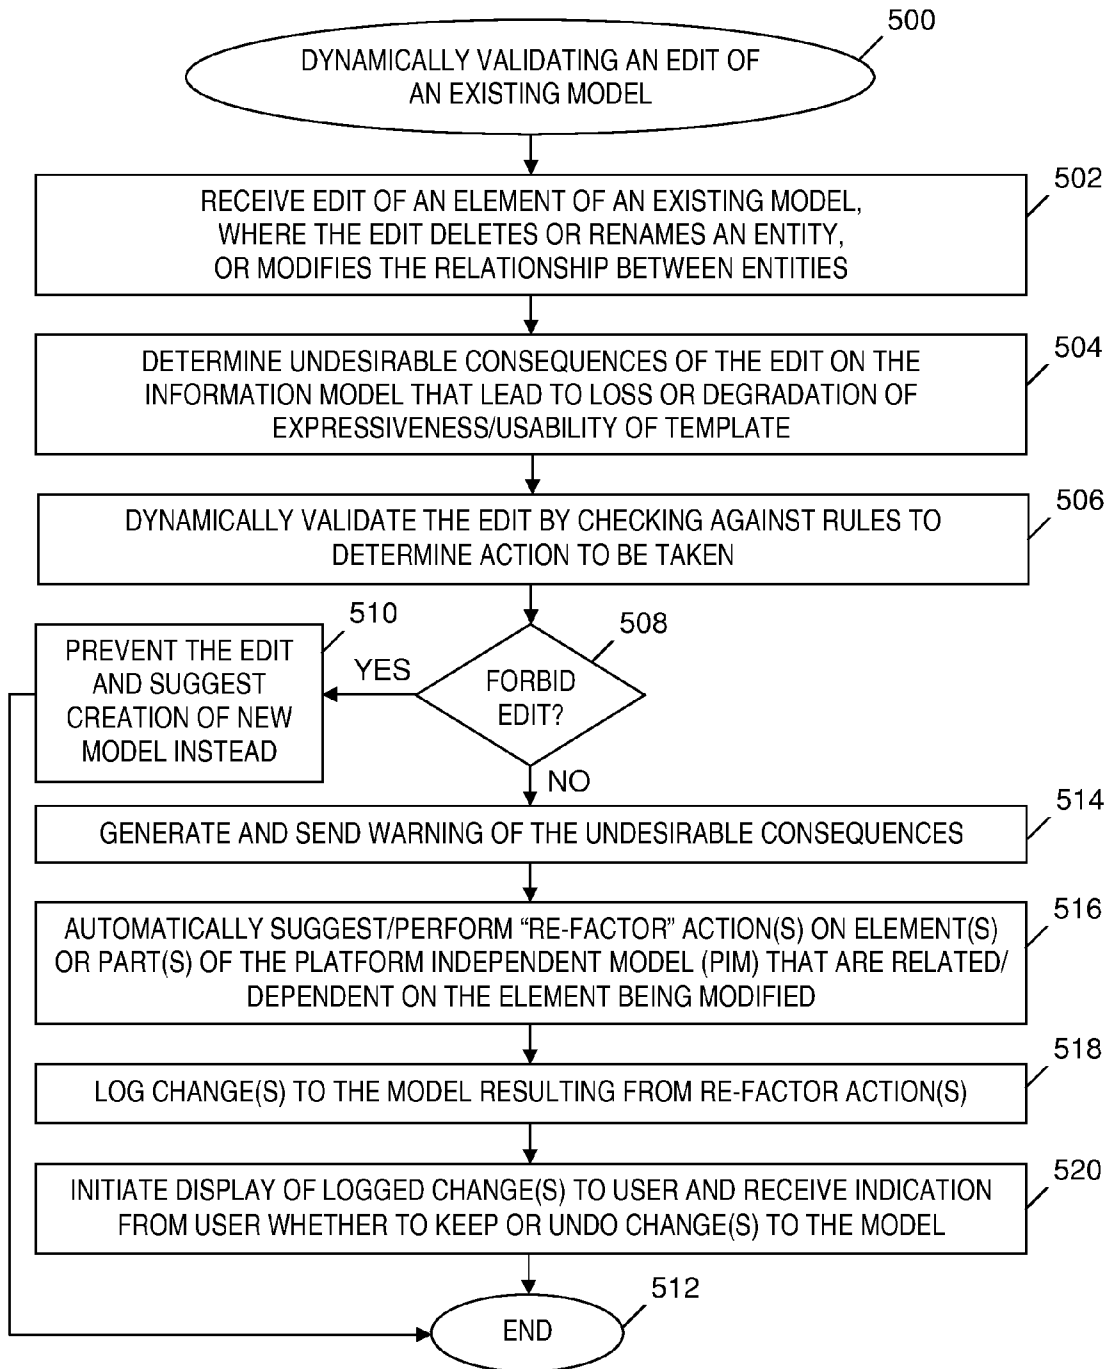 500
DYNAMICALLY VALIDATING AN EDIT OF
AN EXISTING MODEL
502
RECEIVE EDIT OF AN ELEMENT OF AN EXISTING MODEL,
WHERE THE EDIT DELETES OR RENAMES AN ENTITY,
OR MODIFIES THE RELATIONSHIP BETWEEN ENTITIES
504
DETERMINE UNDESIRABLE CONSEQUENCES OF THE EDIT ON THE
INFORMATION MODEL THAT LEAD TO LOSS OR DEGRADATION OF
EXPRESSIVENESS/USABILITY OF TEMPLATE
506
DYNAMICALLY VALIDATE THE EDIT BY CHECKING AGAINST RULES TO
DETERMINE ACTION TO BE TAKEN
508
FORBID
EDIT?
YES
510
PREVENT THE EDIT
AND SUGGEST
CREATION OF NEW
MODEL INSTEAD
NO
514
GENERATE AND SEND WARNING OF THE UNDESIRABLE CONSEQUENCES
516
AUTOMATICALLY SUGGEST/PERFORM “RE-FACTOR” ACTION(S) ON ELEMENT(S)
OR PART(S) OF THE PLATFORM INDEPENDENT MODEL (PIM) THAT ARE RELATED/
DEPENDENT ON THE ELEMENT BEING MODIFIED
518
LOG CHANGE(S) TO THE MODEL RESULTING FROM RE-FACTOR ACTION(S)
520
INITIATE DISPLAY OF LOGGED CHANGE(S) TO USER AND RECEIVE INDICATION
FROM USER WHETHER TO KEEP OR UNDO CHANGE(S) TO THE MODEL
512
END